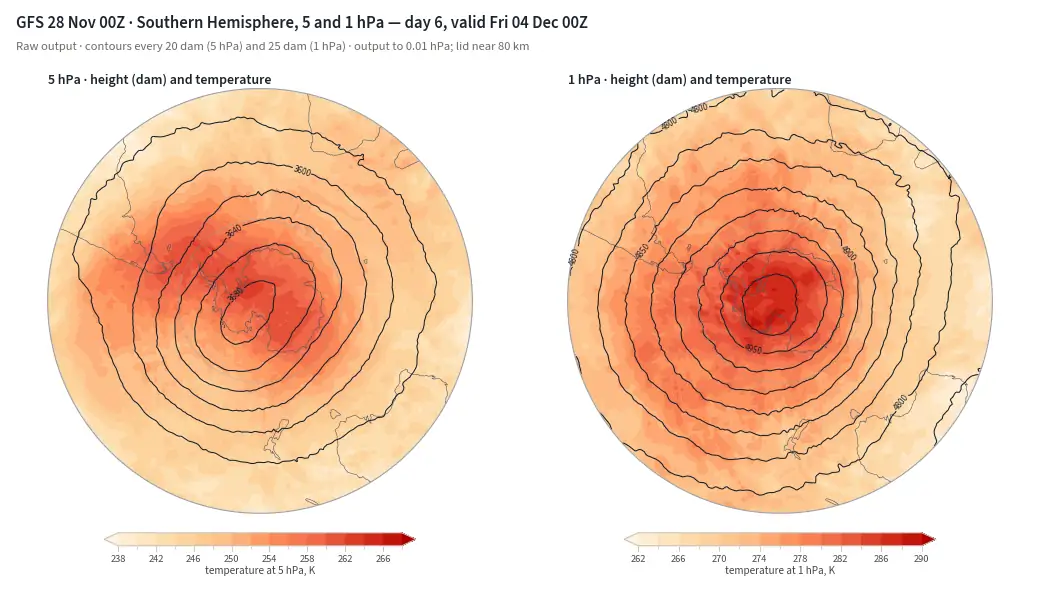 GFS 28 Nov 00Z · Southern Hemisphere, 5 and 1 hPa — day 6, valid Fri 04 Dec 00Z
Raw output · contours every 20 dam (5 hPa) and 25 dam (1 hPa) · output to 0.01 hPa; lid near 80 km
5 hPa · height (dam) and temperature
1 hPa · height (dam) and temperature
3600
3640
3680
4800
4800
4800
4850
4900
4950
4800
238 242 246 250 254 258 262 266
temperature at 5 hPa, K
262 266 270 274 278 282 286 290
temperature at 1 hPa, K